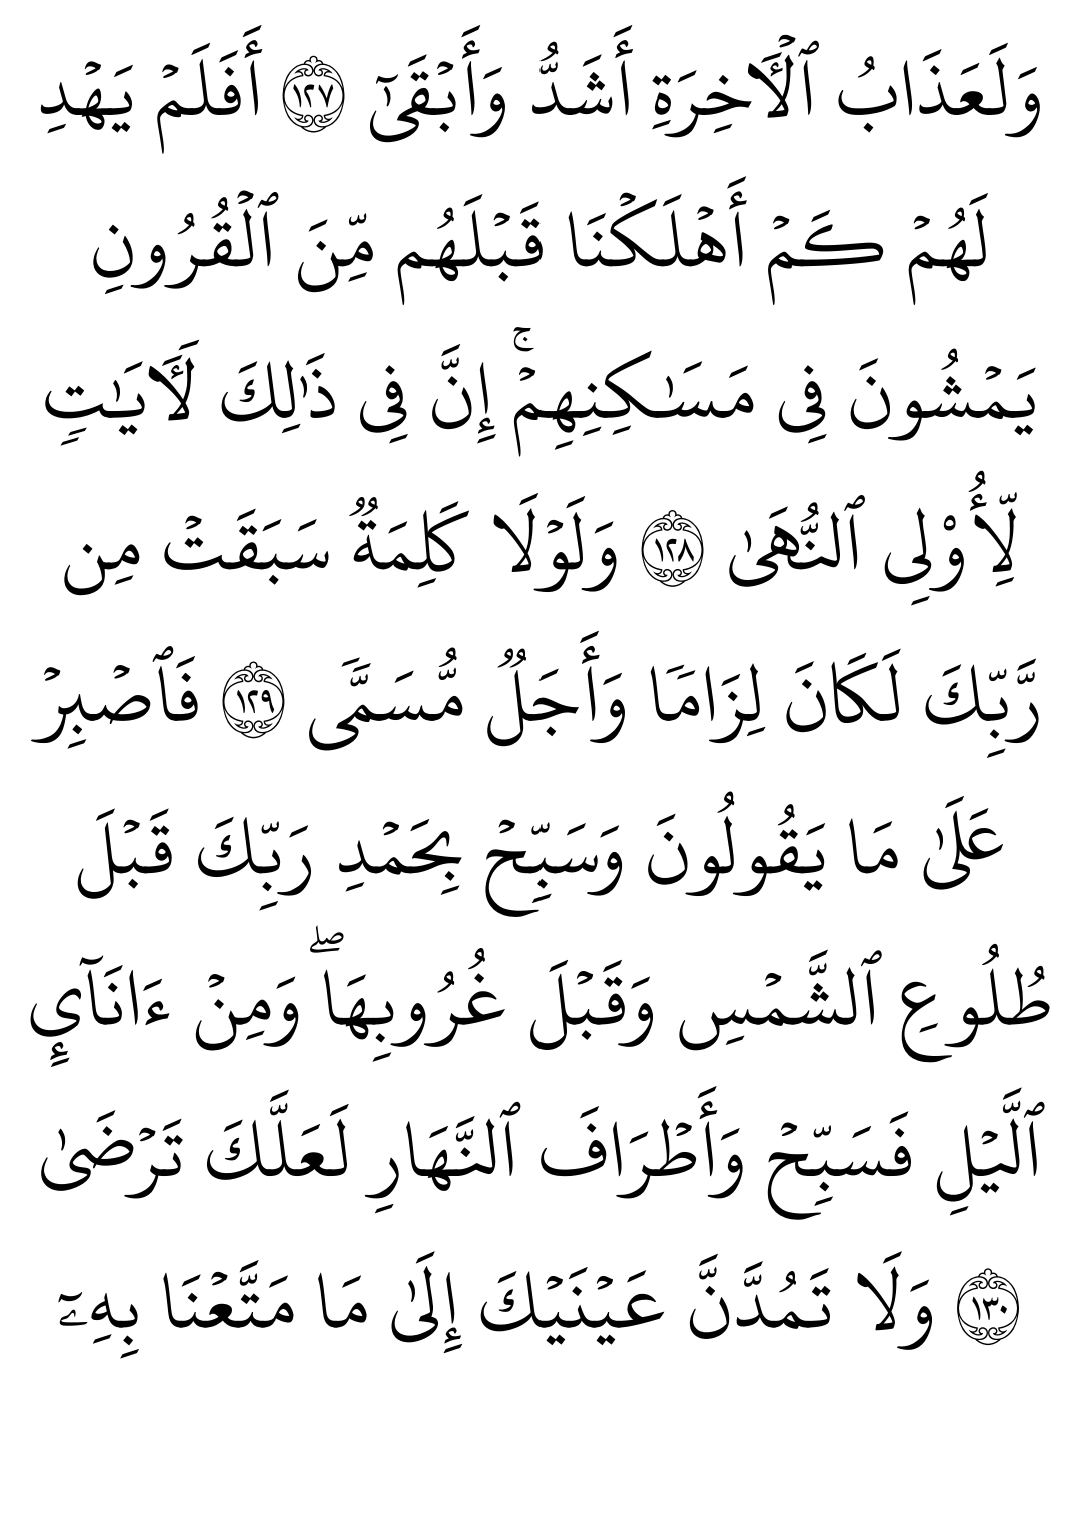 وَلَعَذَابُ ٱلْأَخِرَةِ أَشَدُّ وَأَبۡقَىٰٓ ١٢٧ أَفَلَمۡ يَهۡدِ
لَهُمۡ كَمۡ أَهۡلَكۡنَا قَبۡلَهُم مِّنَ ٱلۡقُرُونِ
يَمۡشُونَ فِى مَسَٰكِنِهِمۡۚ إِنَّ فِى ذَٰلِكَ لَأَيَٰتٖ
لِّأُوْلِى ٱلنُّهَىٰ ١٢٨ وَلَوۡلَا كَلِمَةٞ سَبَقَتۡ مِن
رَّبِّكَ لَكَانَ لِزَامٗا وَأَجَلٞ مُّسَمّٗى ١٢٩ فَٱصۡبِرۡ
عَلَىٰ مَا يَقُولُونَ وَسَبِّحۡ بِحَمۡدِ رَبِّكَ قَبۡلَ
طُلُوعِ ٱلشَّمۡسِ وَقَبۡلَ غُرُوبِهَاۖ وَمِنۡ ءَانَآيِٕ
ٱلَّيۡلِ فَسَبِّحۡ وَأَطۡرَافَ ٱلنَّهَارِ لَعَلَّكَ تَرۡضَىٰ
١٣٠ وَلَا تَمُدَّنَّ عَيۡنَيۡكَ إِلَىٰ مَا مَتَّعۡنَا بِهِۦٓ